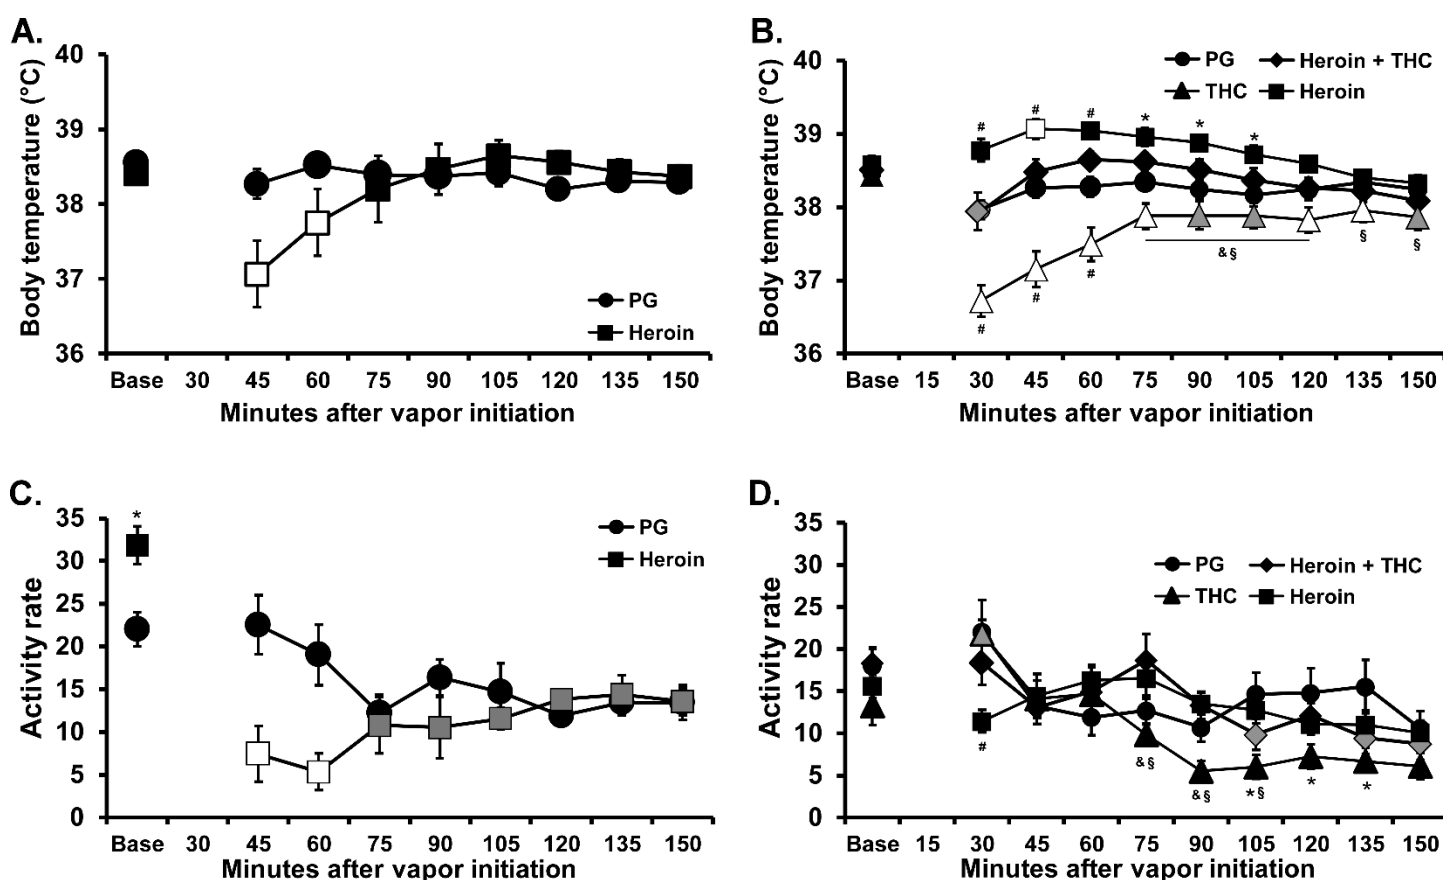 A.
40
39
38
37
36
Body temperature (°C)
PG
Heroin
Base 30 45 60 75 90 105 120 135 150
Minutes after vapor initiation
B.
40
39
38
37
36
Body temperature (°C)
PG Heroin + THC
THC Heroin
# # # * * *
# # #
& §
§ §
Base 15 30 45 60 75 90 105 120 135 150
Minutes after vapor initiation
C.
35
30
25
20
15
10
5
0
Activity rate
*
PG
Heroin
Base 30 45 60 75 90 105 120 135 150
Minutes after vapor initiation
D.
35
30
25
20
15
10
5
0
Activity rate
PG Heroin + THC
THC Heroin
#
& §
& §
* §
*
*
Base 15 30 45 60 75 90 105 120 135 150
Minutes after vapor initiation